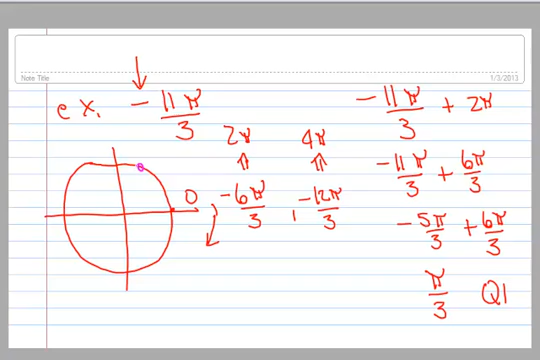 Note Title
1/3/2013
ex. -11π/3
2π 4π
0 , -6π/3 , -12π/3
-11π/3 + 2π
-11π/3 + 6π/3
-5π/3 + 6π/3
π/3 Q1